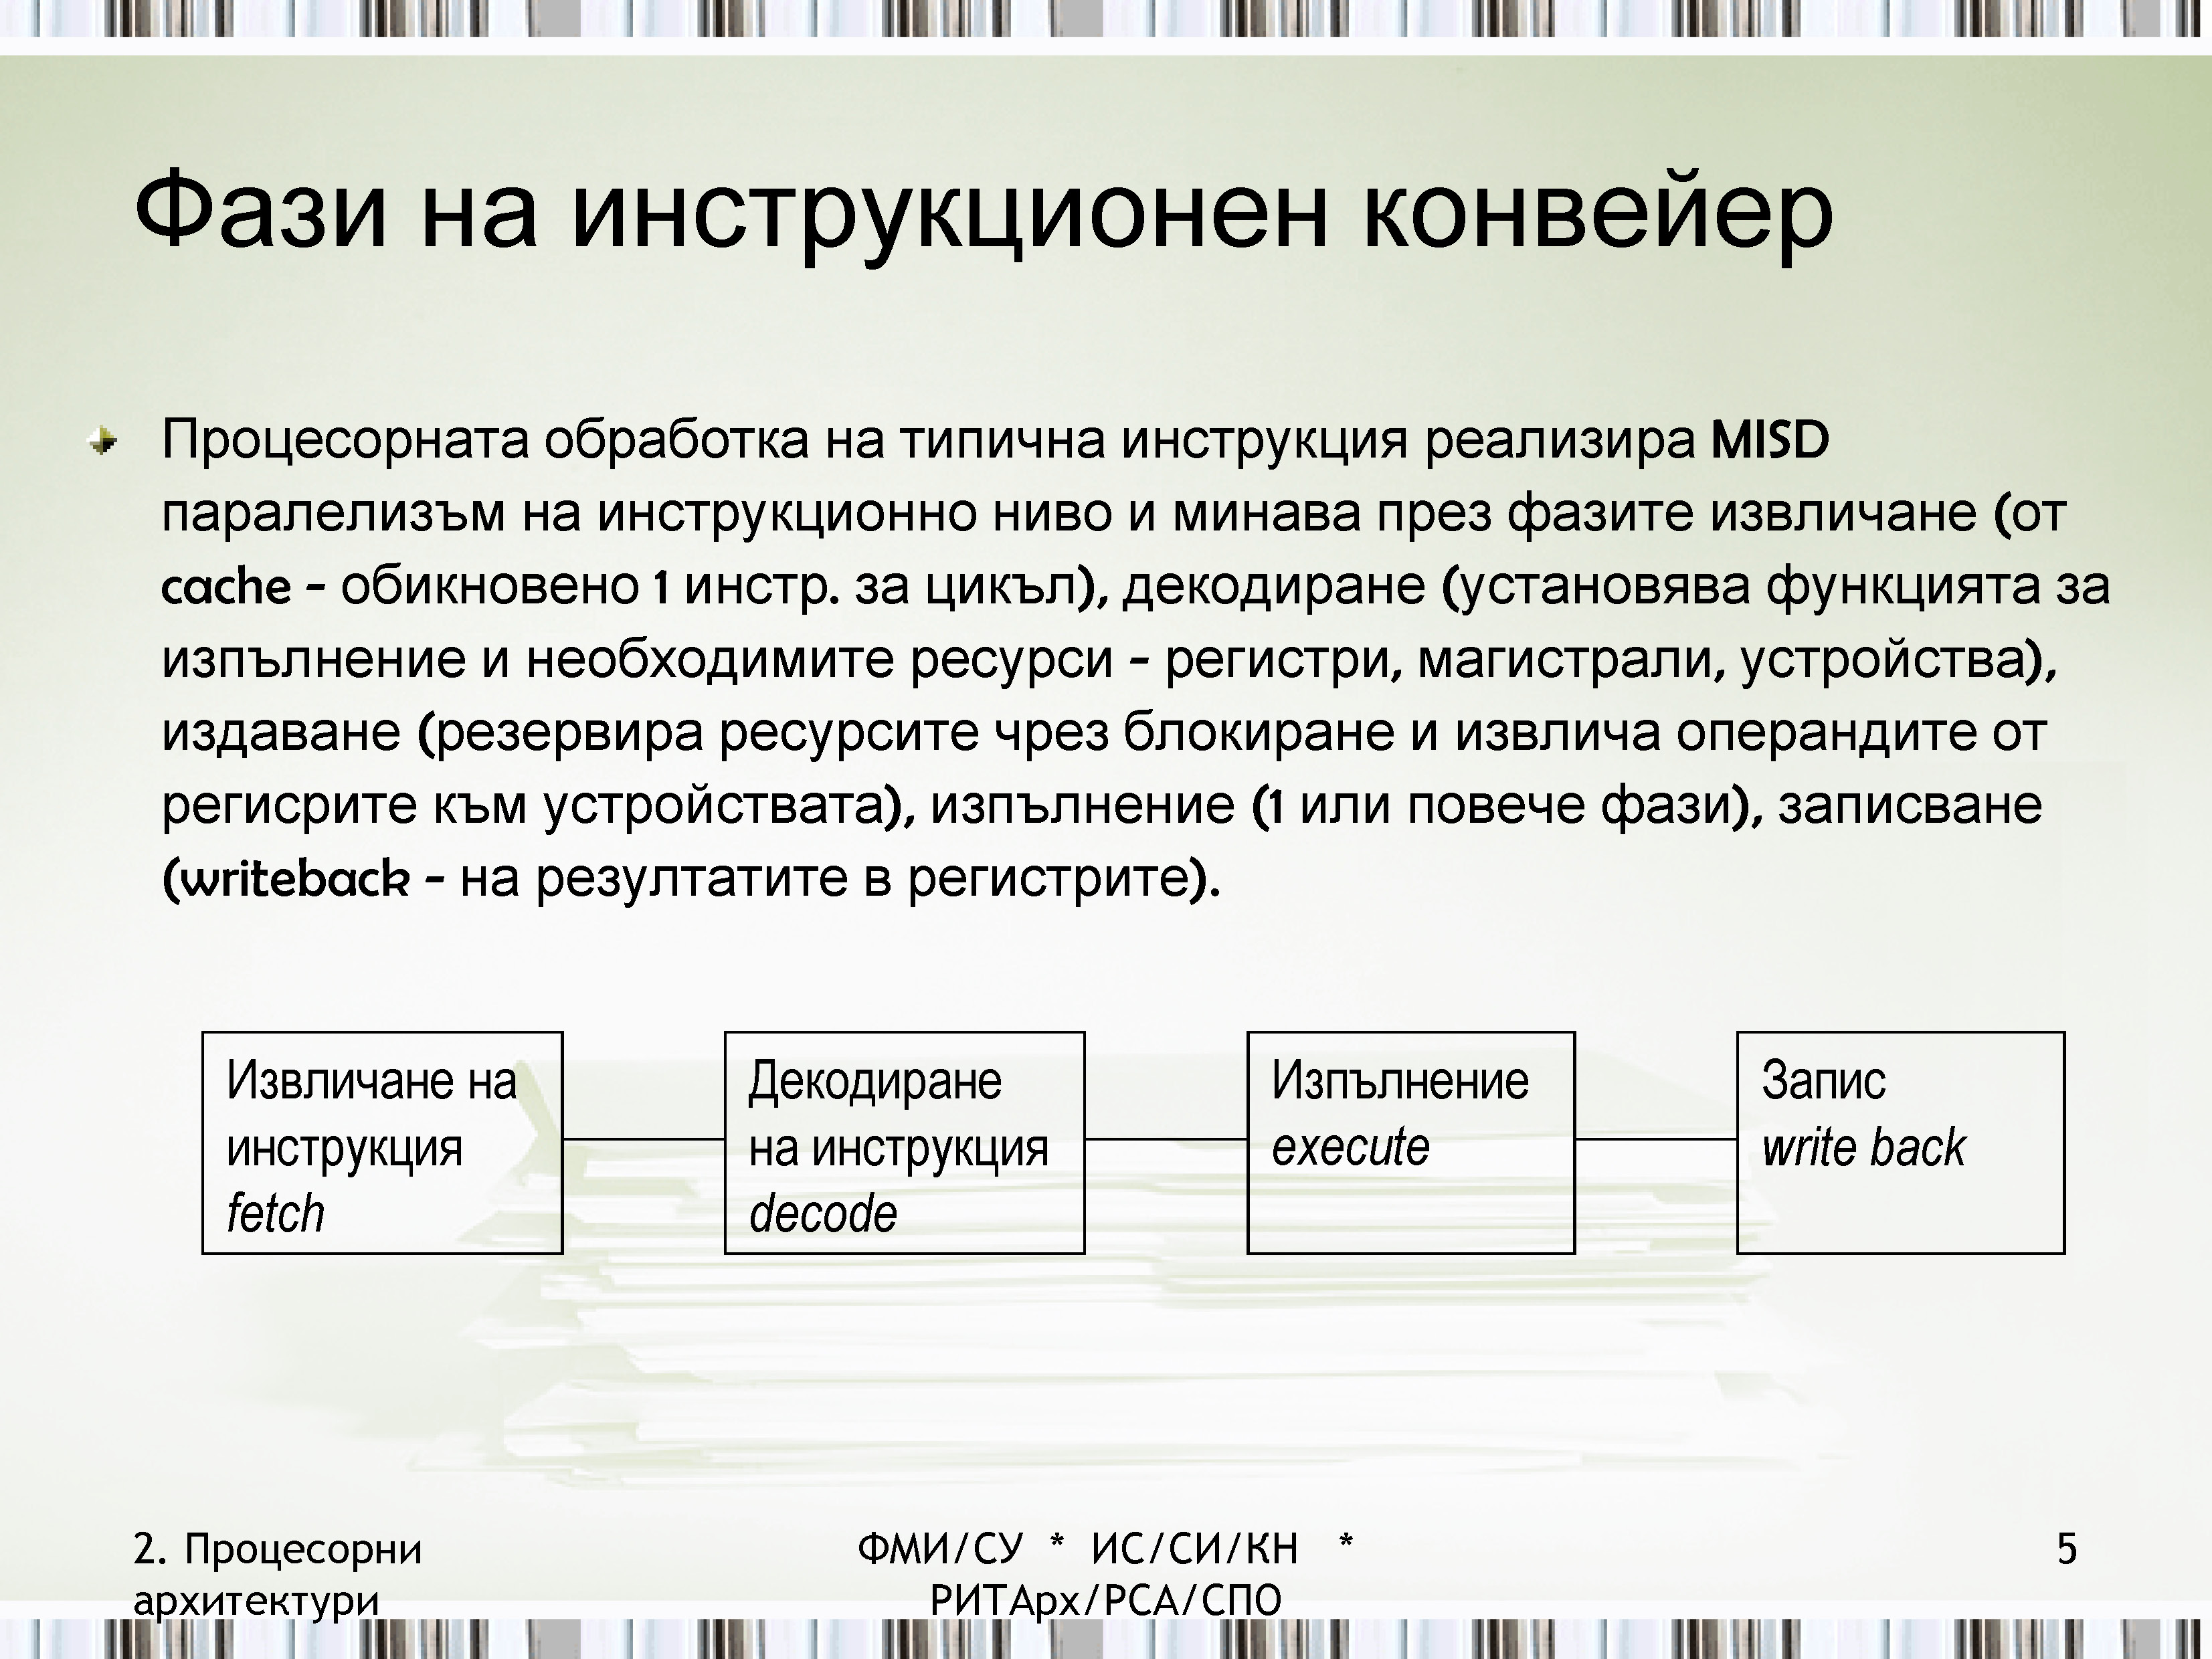 Фази на инструкционен конвейер
Процесорната обработка на типична инструкция реализира MISD
паралелизъм на инструкционно ниво и минава през фазите извличане (от
cache – обикновено 1 инстр. за цикъл), декодиране (установява функцията за
изпълнение и необходимите ресурси – регистри, магистрали, устройства),
издаване (резервира ресурсите чрез блокиране и извлича операндите от
регисрите към устройствата), изпълнение (1 или повече фази), записване
(writeback – на резултатите в регистрите).
Извличане на
инструкция
fetch
Декодиране
на инструкция
decode
Изпълнение
execute
Запис
write back
2. Процесорни
архитектури
ФМИ/СУ * ИС/СИ/КН *
РИТАрх/РСА/СПО
5